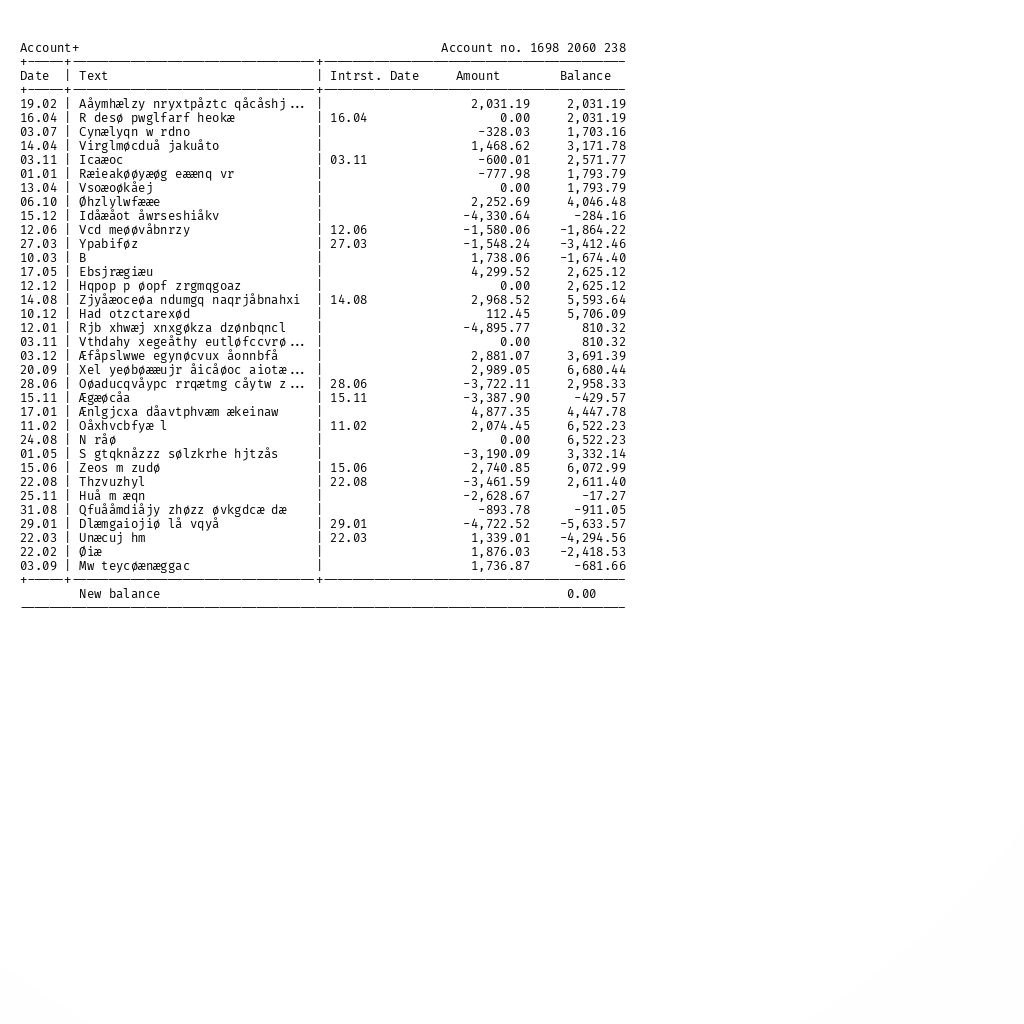 Account+ Account no. 1698 2060 238
Date | Text | Intrst. Date Amount Balance
19.02 | Aåymhælzy nryxtpåztc qåcåshj... | 2,031.19 2,031.19
16.04 | R desø pwglfarf heokæ | 16.04 0.00 2,031.19
03.07 | Cynælyqn w rdno | -328.03 1,703.16
14.04 | Virglmøcduå jakuåto | 1,468.62 3,171.78
03.11 | Icaæoc | 03.11 -600.01 2,571.77
01.01 | Ræieakøøyæøg eæænq vr | -777.98 1,793.79
13.04 | Vsoæoøkåej | 0.00 1,793.79
06.10 | Øhzlylwfææe | 2,252.69 4,046.48
15.12 | Idåæåot åwrseshiåkv | -4,330.64 -284.16
12.06 | Vcd meøøvåbnrzy | 12.06 -1,580.06 -1,864.22
27.03 | Ypabiføz | 27.03 -1,548.24 -3,412.46
10.03 | B | 1,738.06 -1,674.40
17.05 | Ebsjrægiæu | 4,299.52 2,625.12
12.12 | Hqpop p øopf zrgmqgoaz | 0.00 2,625.12
14.08 | Zjyåæoceøa ndumgq naqrjåbnahxi | 14.08 2,968.52 5,593.64
10.12 | Had otzctarexød | 112.45 5,706.09
12.01 | Rjb xhwæj xnxgøkza dzønbqncl | -4,895.77 810.32
03.11 | Vthdahy xegeåthy eutløfccvrø... | 0.00 810.32
03.12 | Æfåpslwwe egynøcvux åonnbfå | 2,881.07 3,691.39
20.09 | Xel yeøbøææujr åicåøoc aiotæ... | 2,989.05 6,680.44
28.06 | Oøaducqvåypc rrqætmg cåytw z... | 28.06 -3,722.11 2,958.33
15.11 | Ægæøcåa | 15.11 -3,387.90 -429.57
17.01 | Ænlgjcxa dåavtphvæm ækeinaw | 4,877.35 4,447.78
11.02 | Oåxhvcbfyæ l | 11.02 2,074.45 6,522.23
24.08 | N råø | 0.00 6,522.23
01.05 | S gtqknåzzz sølzkrhe hjtzås | -3,190.09 3,332.14
15.06 | Zeos m zudø | 15.06 2,740.85 6,072.99
22.08 | Thzvuzhyl | 22.08 -3,461.59 2,611.40
25.11 | Huå m æqn | -2,628.67 -17.27
31.08 | Qfuååmdiåjy zhøzz øvkgdcæ dæ | -893.78 -911.05
29.01 | Dlæmgaiojiø lå vqyå | 29.01 -4,722.52 -5,633.57
22.03 | Unæcuj hm | 22.03 1,339.01 -4,294.56
22.02 | Øiæ | 1,876.03 -2,418.53
03.09 | Mw teycøænæggac | 1,736.87 -681.66
New balance 0.00